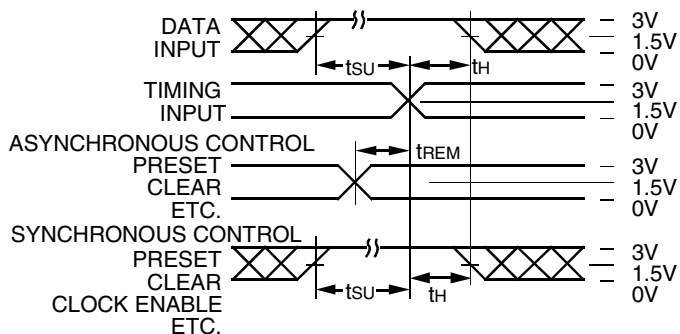 DATA
INPUT
3V
1.5V
0V
tSU
tH
TIMING
INPUT
3V
1.5V
0V
ASYNCHRONOUS CONTROL
PRESET
CLEAR
ETC.
tREM
3V
1.5V
0V
SYNCHRONOUS CONTROL
PRESET
CLEAR
CLOCK ENABLE
ETC.
tSU
tH
3V
1.5V
0V